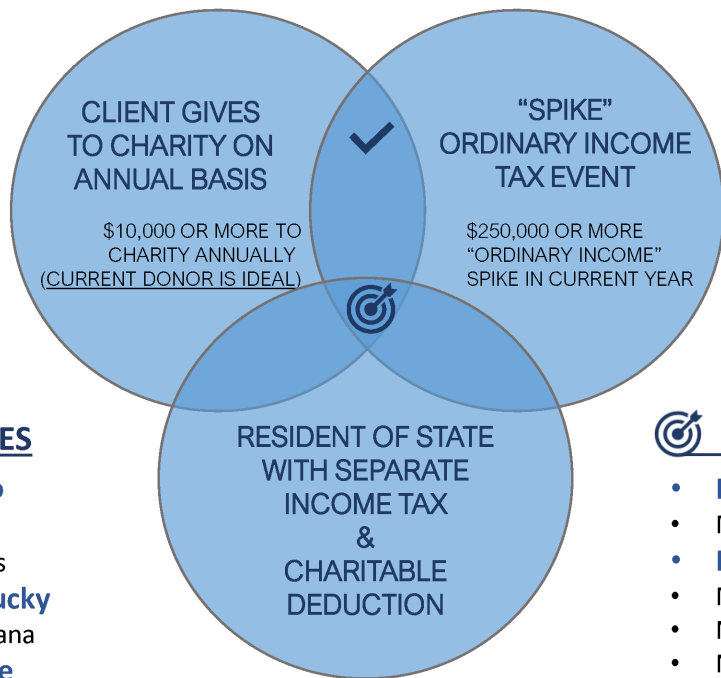 CLIENT GIVES
TO CHARITY ON
ANNUAL BASIS
$10,000 OR MORE TO
CHARITY ANNUALLY
(CURRENT DONOR IS IDEAL)
“SPIKE”
ORDINARY INCOME
TAX EVENT
$250,000 OR MORE
“ORDINARY INCOME”
SPIKE IN CURRENT YEAR
RESIDENT OF STATE
WITH SEPARATE
INCOME TAX
&
CHARITABLE
DEDUCTION
ES
s
ucky
ana
e